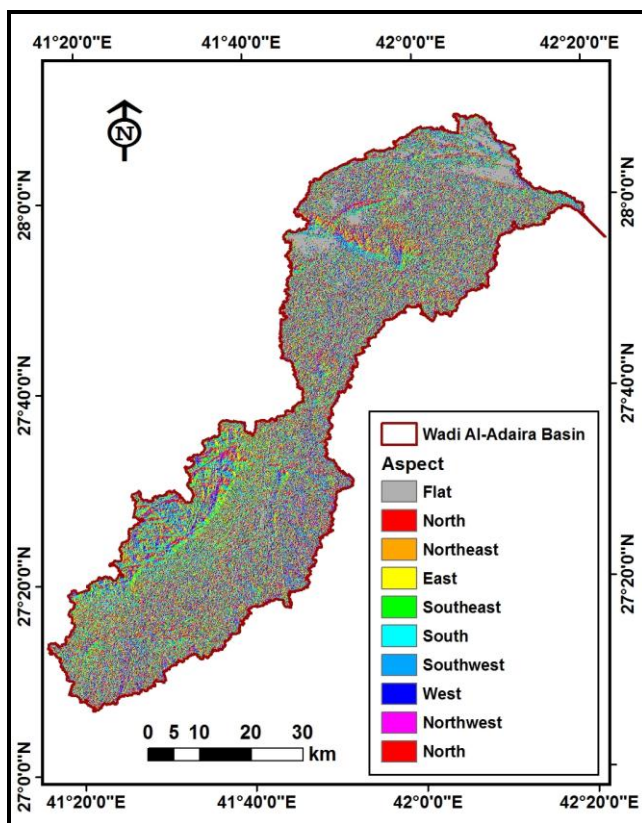 41°20'0"E 41°40'0"E 42°0'0"E 42°20'0"E
N
28°0'0"N 28°0'0"N
27°40'0"N 27°40'0"N
Wadi Al-Adaira Basin
Aspect
Flat
North
Northeast
East
Southeast
South
Southwest
West
Northwest
North
27°20'0"N 27°20'0"N
0 5 10 20 30
km
27°0'0"N 27°0'0"N
41°20'0"E 41°40'0"E 42°0'0"E 42°20'0"E